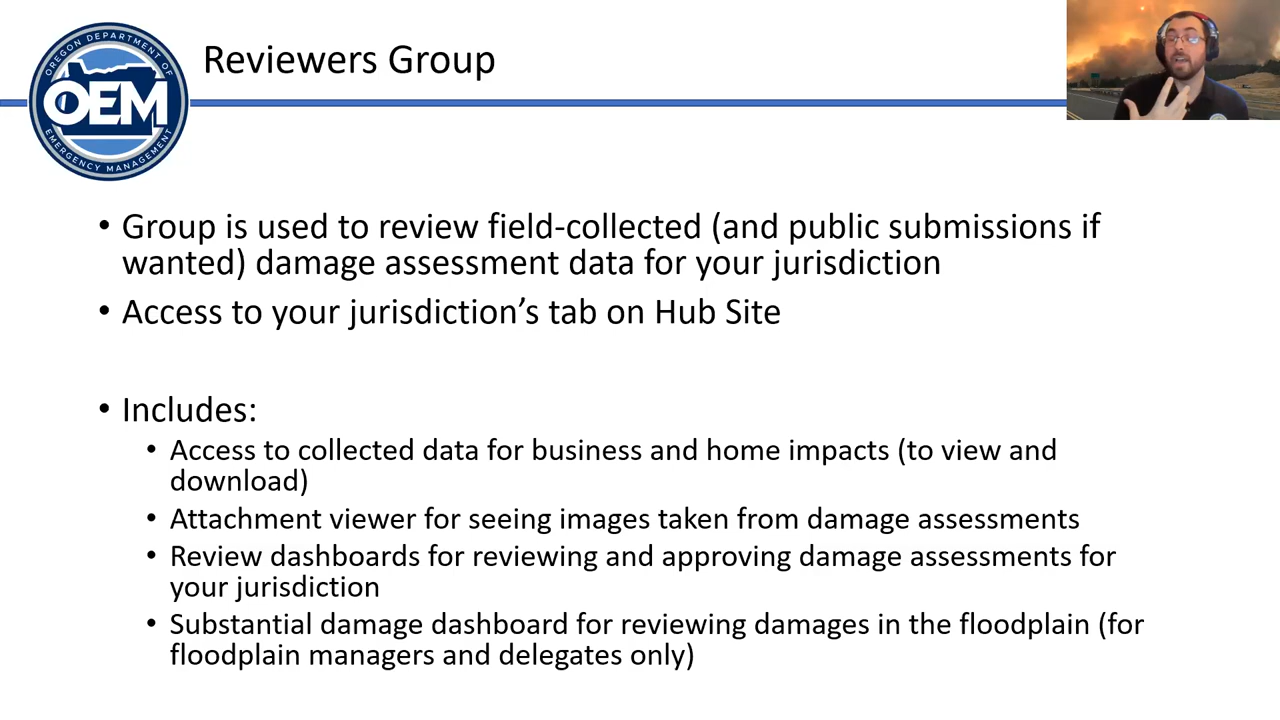 OREGON DEPARTMENT OF
OEM
EMERGENCY MANAGEMENT
Reviewers Group
• Group is used to review field-collected (and public submissions if
wanted) damage assessment data for your jurisdiction
• Access to your jurisdiction’s tab on Hub Site
• Includes:
• Access to collected data for business and home impacts (to view and
download)
• Attachment viewer for seeing images taken from damage assessments
• Review dashboards for reviewing and approving damage assessments for
your jurisdiction
• Substantial damage dashboard for reviewing damages in the floodplain (for
floodplain managers and delegates only)